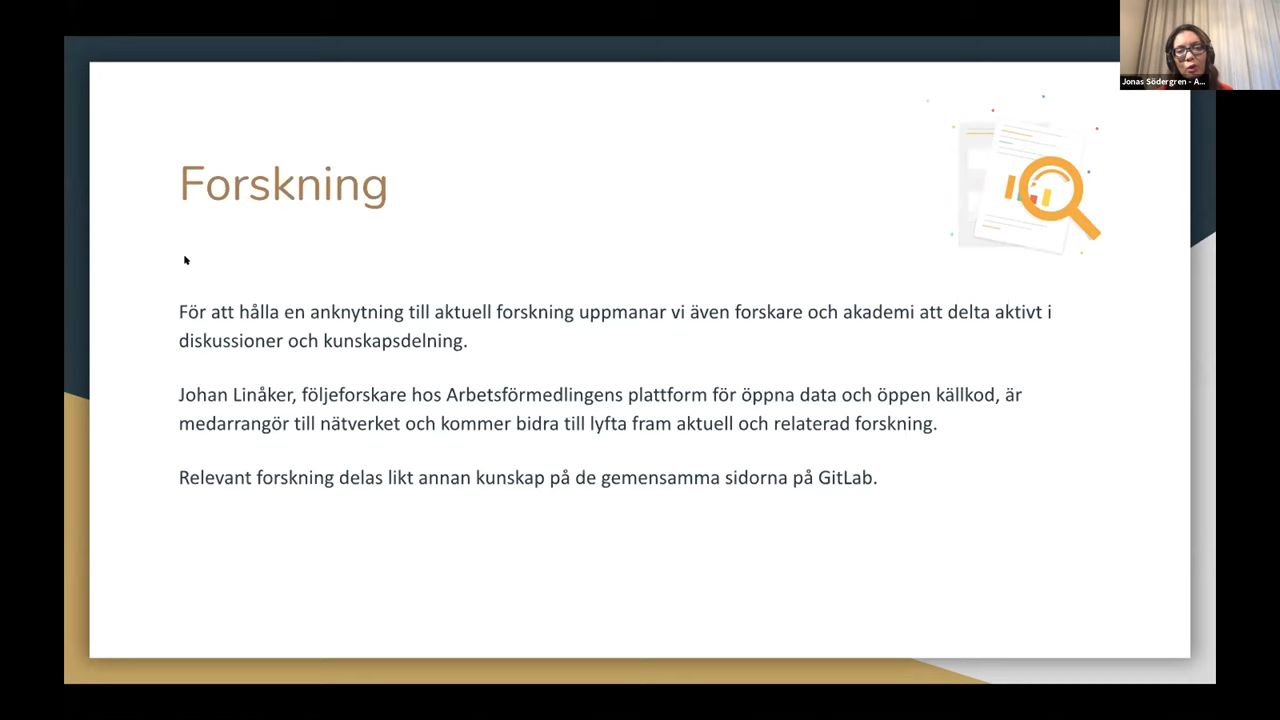 Jonas Södergren - A...
Forskning
För att hålla en anknytning till aktuell forskning uppmanar vi även forskare och akademi att delta aktivt i
diskussioner och kunskapsdelning.
Johan Linåker, följeforskare hos Arbetsförmedlingens plattform för öppna data och öppen källkod, är
medarrangör till nätverket och kommer bidra till lyfta fram aktuell och relaterad forskning.
Relevant forskning delas likt annan kunskap på de gemensamma sidorna på GitLab.